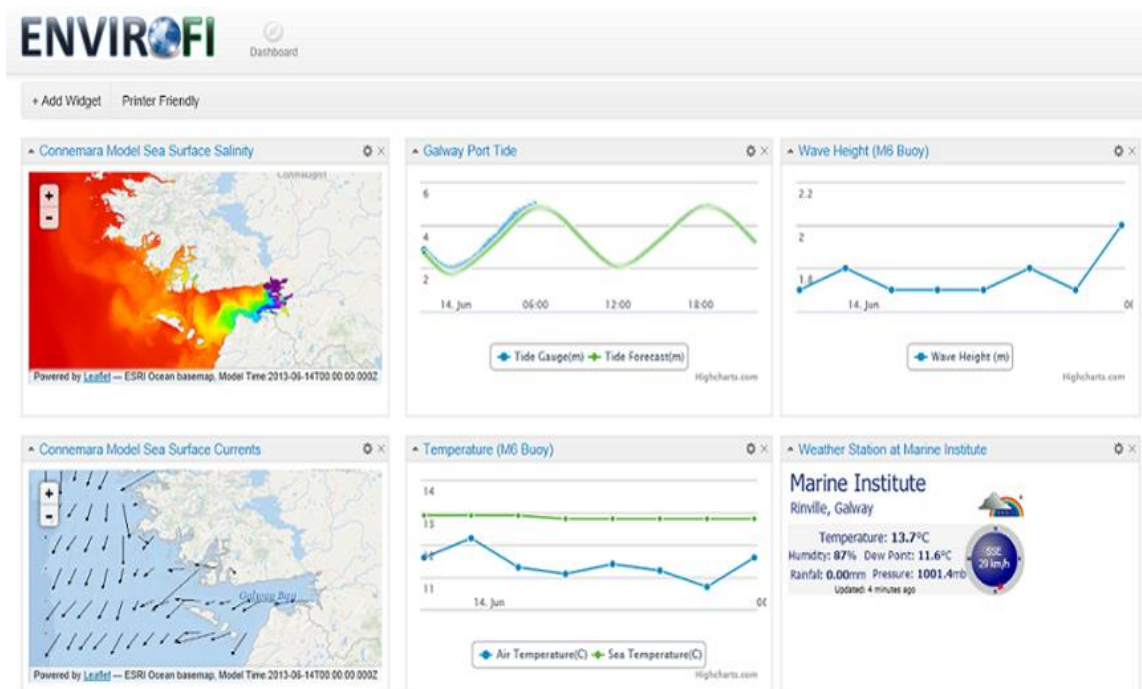 ENVIROFI
Dashboard
+ Add Widget Printer Friendly
Connemara Model Sea Surface Salinity
Connaught
+
-
Powered by Leaflet — ESRI Ocean basemap, Model Time:2013-06-14T00:00:00.000Z
Galway Port Tide
6
4
2
14. Jun 06:00 12:00 18:00
Tide Gauge(m) Tide Forecast(m)
Highcharts.com
Wave Height (M6 Buoy)
2.2
2
1.8
14. Jun
Wave Height (m)
Highcharts.com
Connemara Model Sea Surface Currents
+
-
Galway Bay
Powered by Leaflet — ESRI Ocean basemap, Model Time:2013-06-14T00:00:00.000Z
Temperature (M6 Buoy)
14
13
11
14. Jun
Air Temperature(C) Sea Temperature(C)
Highcharts.com
Weather Station at Marine Institute
Marine Institute
Rinville, Galway
Temperature: 13.7°C
Humidity: 87% Dew Point: 11.6°C
Rainfall: 0.00mm Pressure: 1001.4mb
Updated: 4 minutes ago
SSE
20 km/h